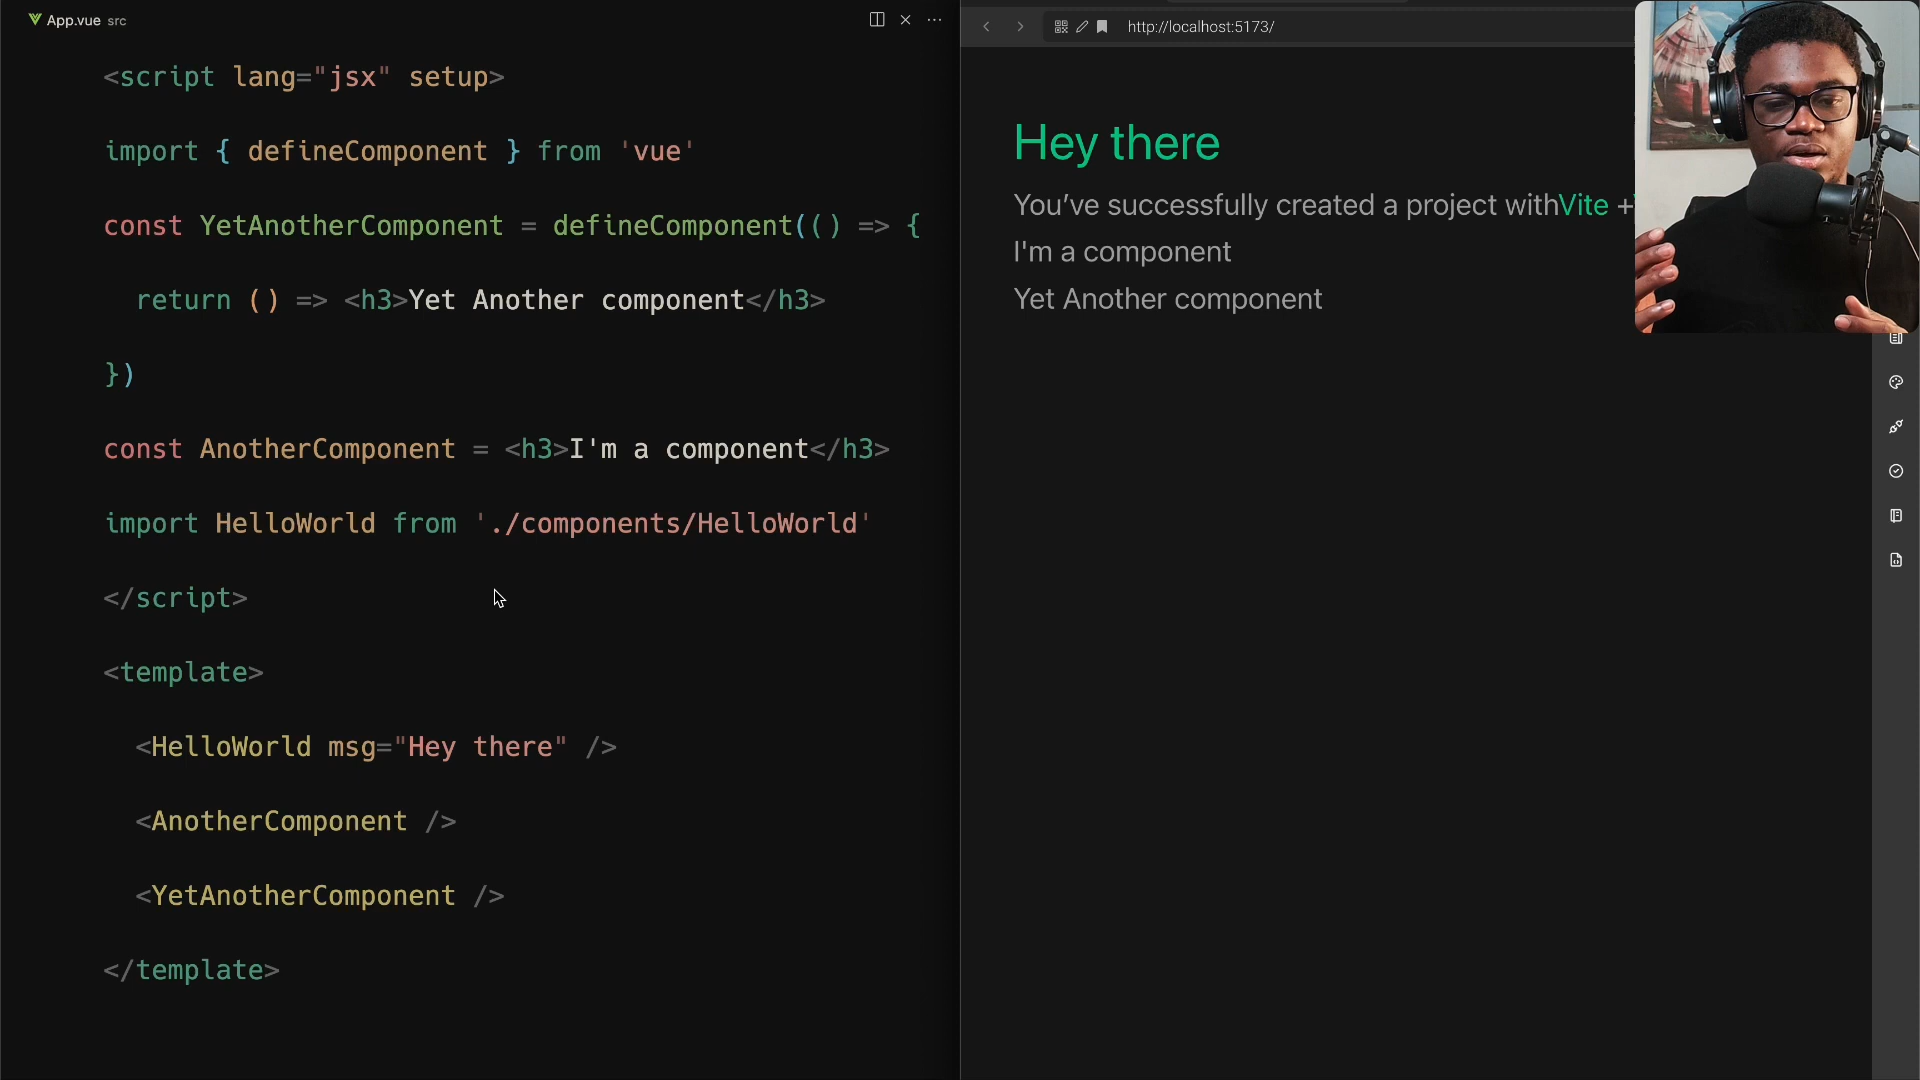 App.vue src
<script lang="jsx" setup>
import { defineComponent } from 'vue'
const YetAnotherComponent = defineComponent(() => {
return () => <h3>Yet Another component</h3>
})
const AnotherComponent = <h3>I'm a component</h3>
import HelloWorld from './components/HelloWorld'
</script>
<template>
<HelloWorld msg="Hey there" />
<AnotherComponent />
<YetAnotherComponent />
</template>
http://localhost:5173/
Hey there
You’ve successfully created a project withVite +
I'm a component
Yet Another component